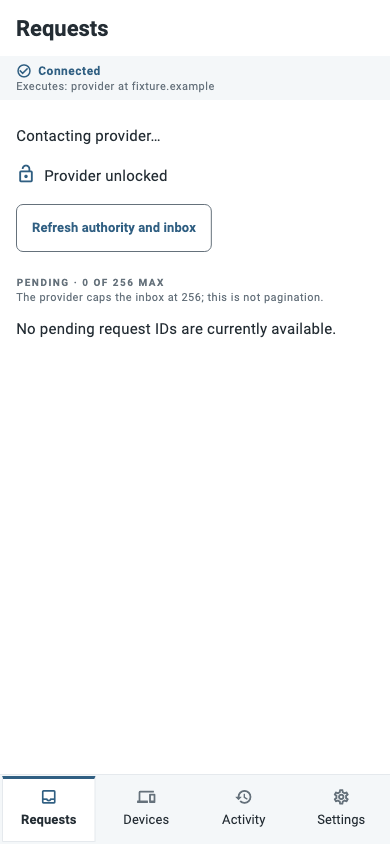 Requests
Connected
Executes: provider at fixture.example
Contacting provider…
Provider unlocked
Refresh authority and inbox
PENDING · 0 OF 256 MAX
The provider caps the inbox at 256; this is not pagination.
No pending request IDs are currently available.
Requests
Devices
Activity
Settings